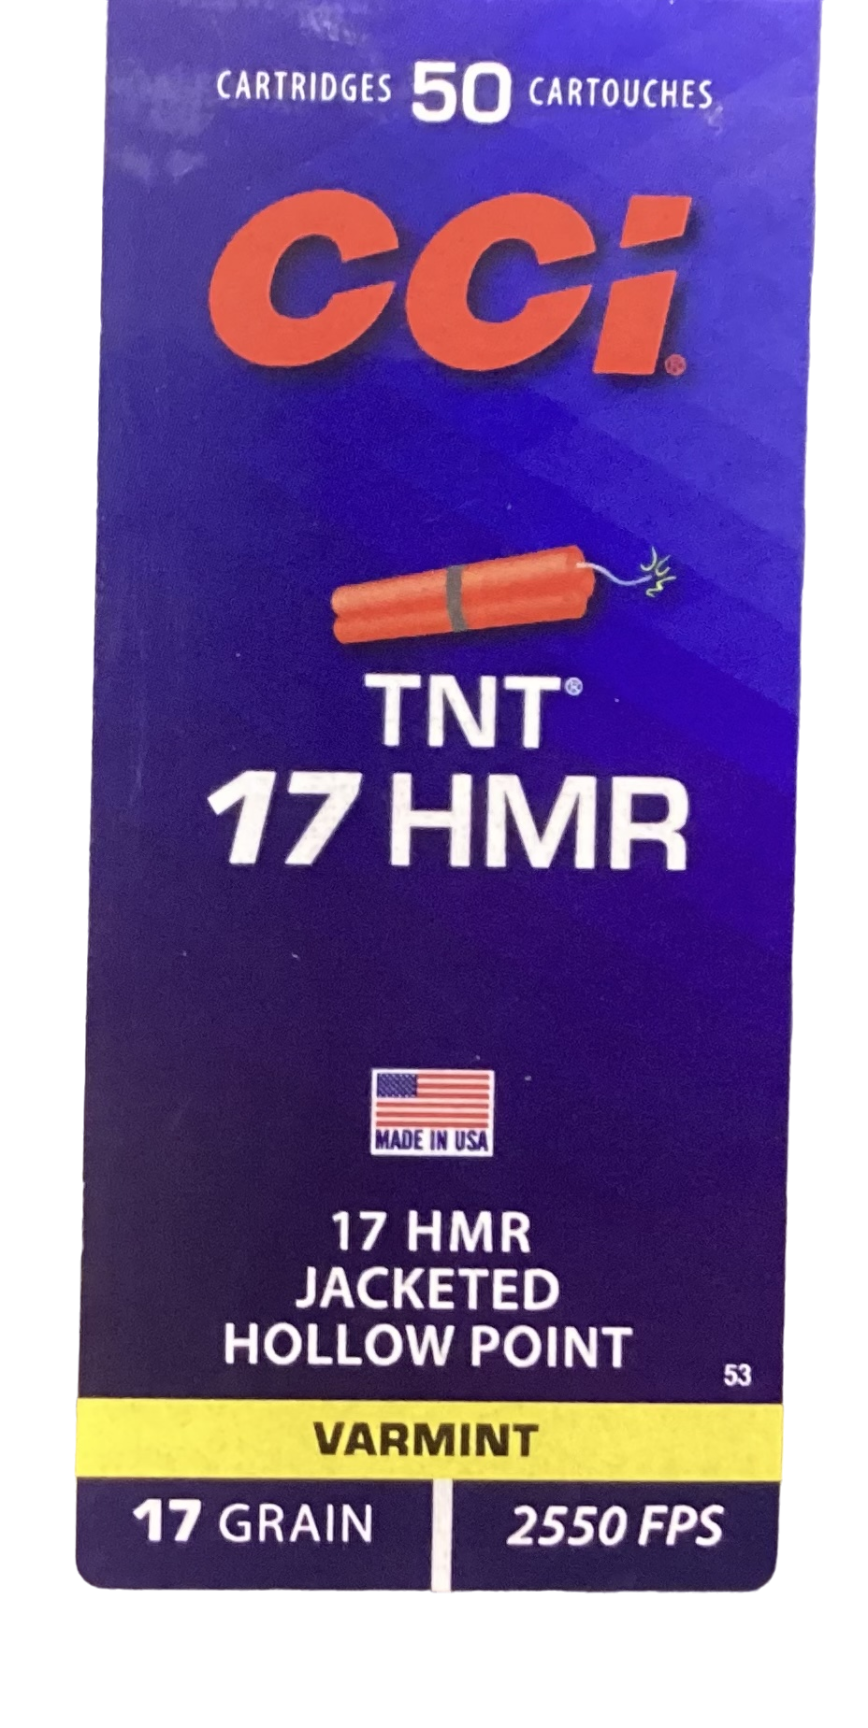 CARTRIDGES 50 CARTOUCHES
CCI®
TNT®
17 HMR
MADE IN USA
17 HMR
JACKETED
HOLLOW POINT
53
VARMINT
17 GRAIN 2550 FPS